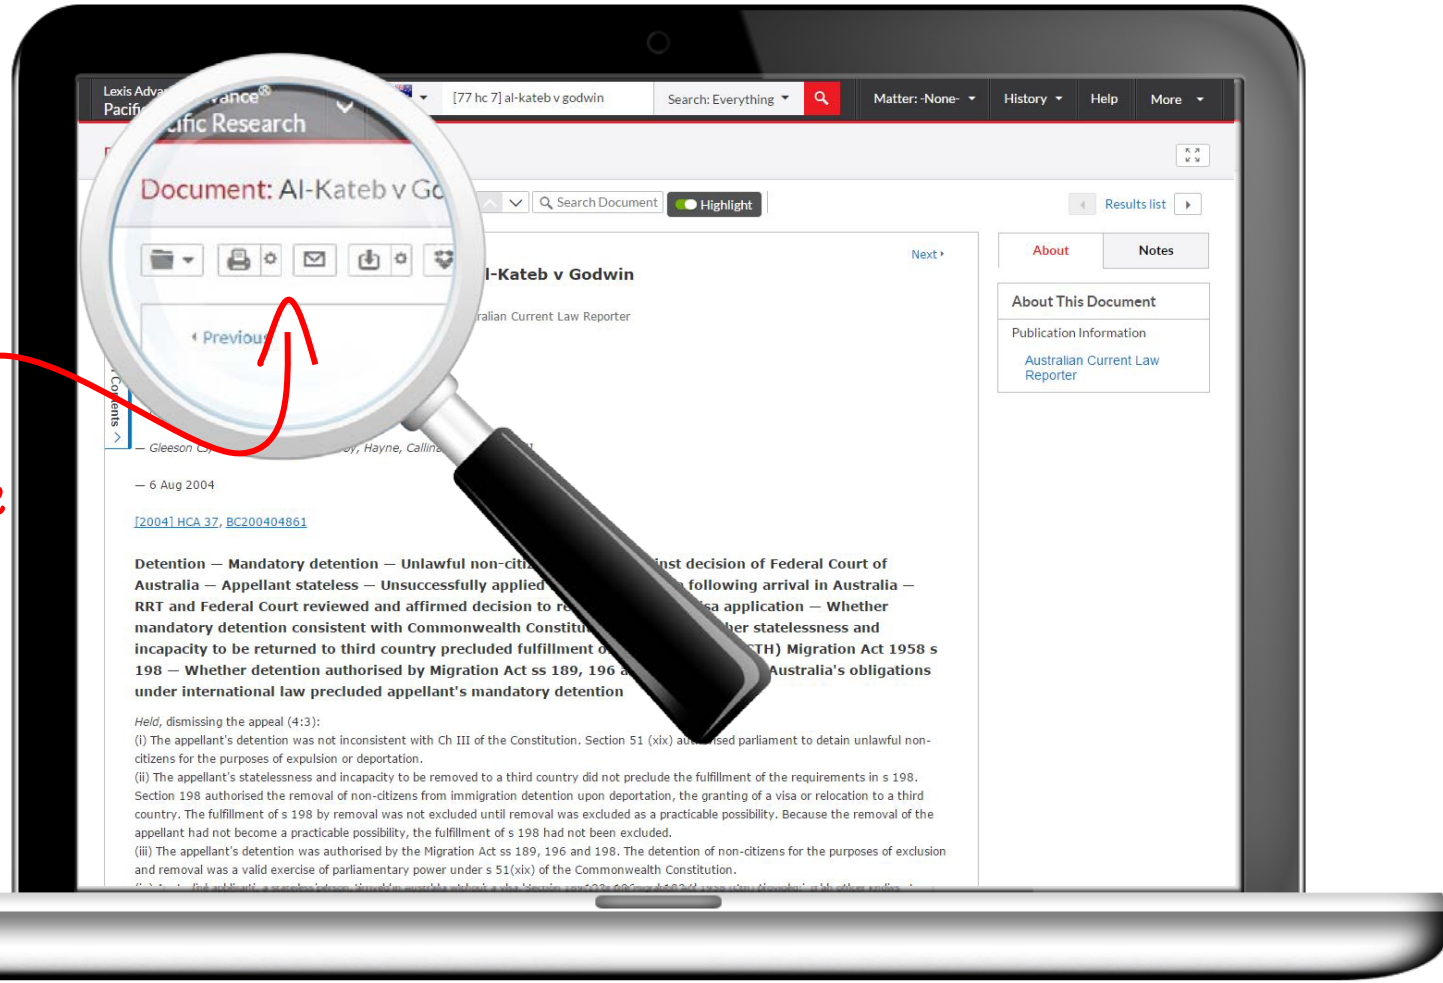 Lexis Adva
Pacifi
vance®
cific Research
[77 hc 7] al-kateb v godwin
Search: Everything
Matter: -None-
History
Help
More
Document: Al-Kateb v Go
Search Document
Highlight
Results list
Previous
Next
l-Kateb v Godwin
ralian Current Law Reporter
About
Notes
About This Document
Publication Information
Australian Current Law
Reporter
Contents
— Gleeson CJ, by, Hayne, Callina
— 6 Aug 2004
[2004] HCA 37, BC200404861
Detention — Mandatory detention — Unlawful non-citi inst decision of Federal Court of
Australia — Appellant stateless — Unsuccessfully applied following arrival in Australia —
RRT and Federal Court reviewed and affirmed decision to re sa application — Whether
mandatory detention consistent with Commonwealth Constitu her statelessness and
incapacity to be returned to third country precluded fulfillment o CTH) Migration Act 1958 s
198 — Whether detention authorised by Migration Act ss 189, 196 a Australia's obligations
under international law precluded appellant's mandatory detention
Held, dismissing the appeal (4:3):
(i) The appellant's detention was not inconsistent with Ch III of the Constitution. Section 51 (xix) authorised parliament to detain unlawful non-
citizens for the purposes of expulsion or deportation.
(ii) The appellant's statelessness and incapacity to be removed to a third country did not preclude the fulfillment of the requirements in s 198.
Section 198 authorised the removal of non-citizens from immigration detention upon deportation, the granting of a visa or relocation to a third
country. The fulfillment of s 198 by removal was not excluded until removal was excluded as a practicable possibility. Because the removal of the
appellant had not become a practicable possibility, the fulfillment of s 198 had not been excluded.
(iii) The appellant's detention was authorised by the Migration Act ss 189, 196 and 198. The detention of non-citizens for the purposes of exclusion
and removal was a valid exercise of parliamentary power under s 51(xix) of the Commonwealth Constitution.